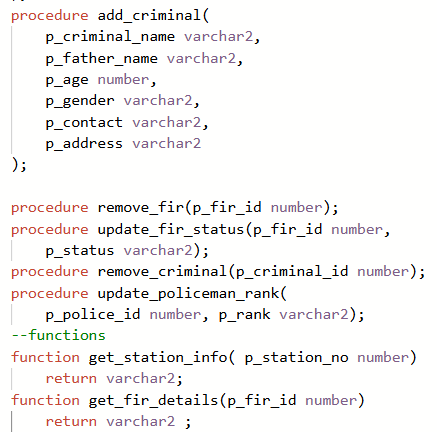 procedure add_criminal(
p_criminal_name varchar2,
p_father_name varchar2,
p_age number,
p_gender varchar2,
p_contact varchar2,
p_address varchar2
);
procedure remove_fir(p_fir_id number);
procedure update_fir_status(p_fir_id number,
p_status varchar2);
procedure remove_criminal(p_criminal_id number);
procedure update_policeman_rank(
p_police_id number, p_rank varchar2);
--functions
function get_station_info( p_station_no number)
return varchar2;
function get_fir_details(p_fir_id number)
return varchar2 ;